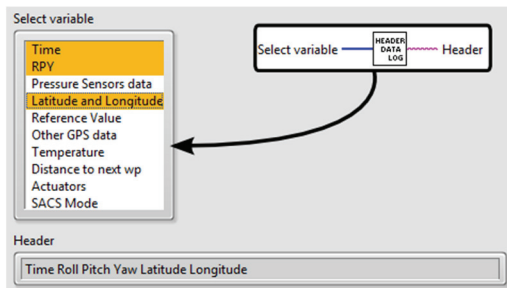 Select variable
Time
RPY
Pressure Sensors data
Latitude and Longitude
Reference Value
Other GPS data
Temperature
Distance to next wp
Actuators
SACS Mode
Select variable
HEADER
DATA
LOG
Header
Header
Time Roll Pitch Yaw Latitude Longitude